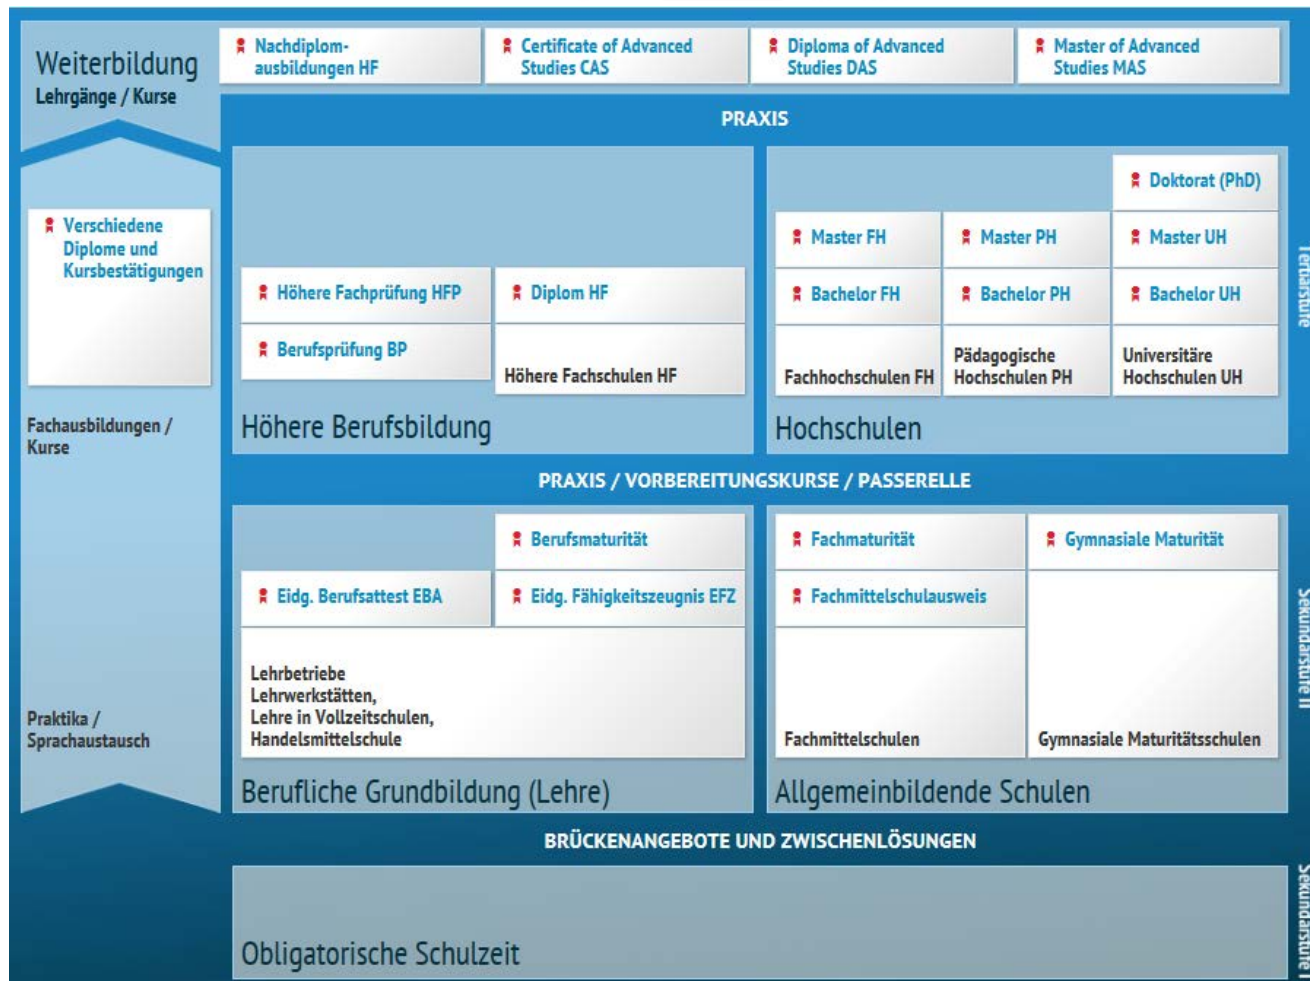 Weiterbildung
Lehrgänge / Kurse
Nachdiplom-
ausbildungen HF
Certificate of Advanced
Studies CAS
Diploma of Advanced
Studies DAS
Master of Advanced
Studies MAS
PRAXIS
Verschiedene
Diplome und
Kursbestätigungen
Fachausbildungen /
Kurse
Praktika /
Sprachaustausch
Höhere Fachprüfung HFP
Diplom HF
Berufsprüfung BP
Höhere Fachschulen HF
Höhere Berufsbildung
Doktorat (PhD)
Master FH
Master PH
Master UH
Bachelor FH
Bachelor PH
Bachelor UH
Fachhochschulen FH
Pädagogische
Hochschulen PH
Universitäre
Hochschulen UH
Hochschulen
Tertiärstufe
PRAXIS / VORBEREITUNGSKURSE / PASSERELLE
Berufsmaturität
Eidg. Berufsattest EBA
Eidg. Fähigkeitszeugnis EFZ
Lehrbetriebe
Lehrwerkstätten,
Lehre in Vollzeitschulen,
Handelsmittelschule
Berufliche Grundbildung (Lehre)
Fachmaturität
Gymnasiale Maturität
Fachmittelschulausweis
Fachmittelschulen
Gymnasiale Maturitätsschulen
Allgemeinbildende Schulen
Sekundarstufe II
BRÜCKENANGEBOTE UND ZWISCHENLÖSUNGEN
Obligatorische Schulzeit
Sekundarstufe I